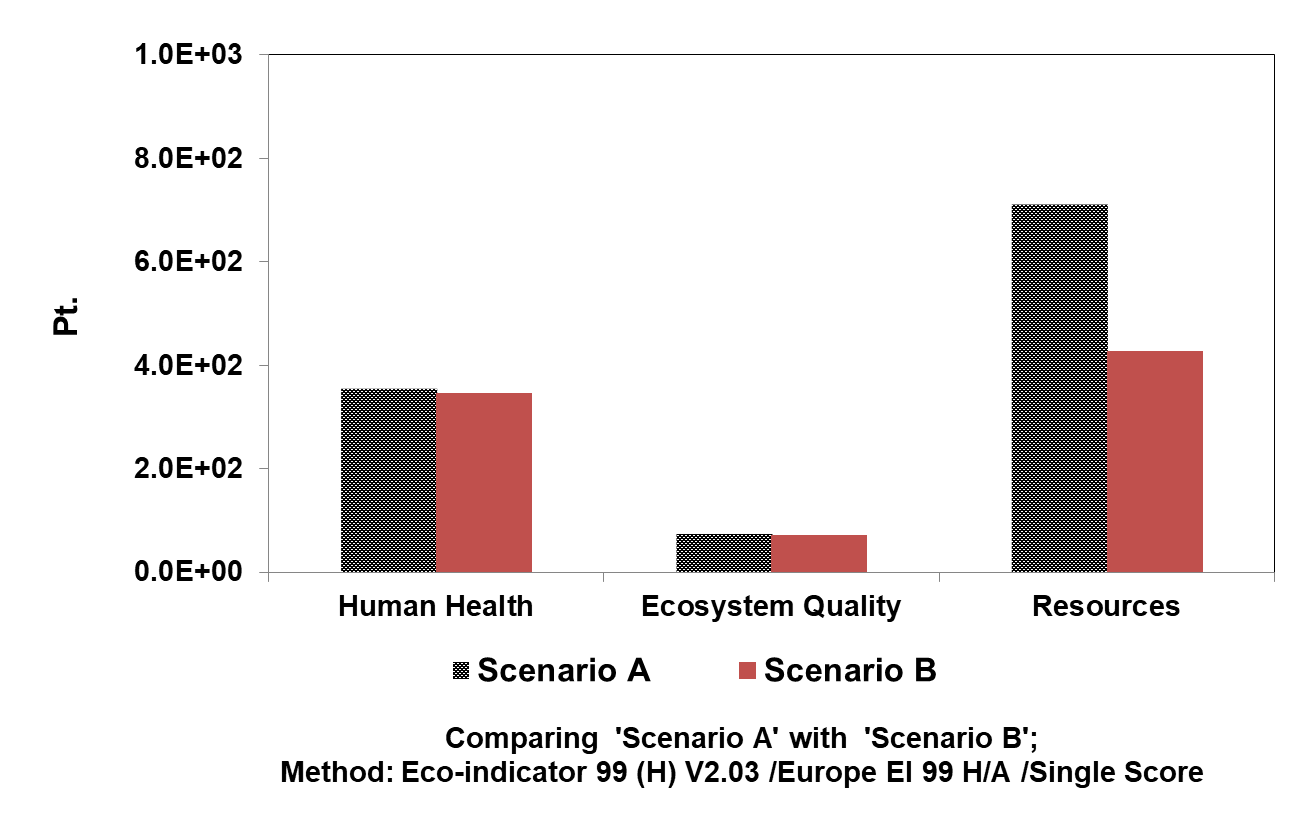 1.0E+03
8.0E+02
6.0E+02
4.0E+02
2.0E+02
0.0E+00
Pt.
Human Health Ecosystem Quality Resources
Scenario A Scenario B
Comparing 'Scenario A' with 'Scenario B';
Method: Eco-indicator 99 (H) V2.03 /Europe EI 99 H/A /Single Score